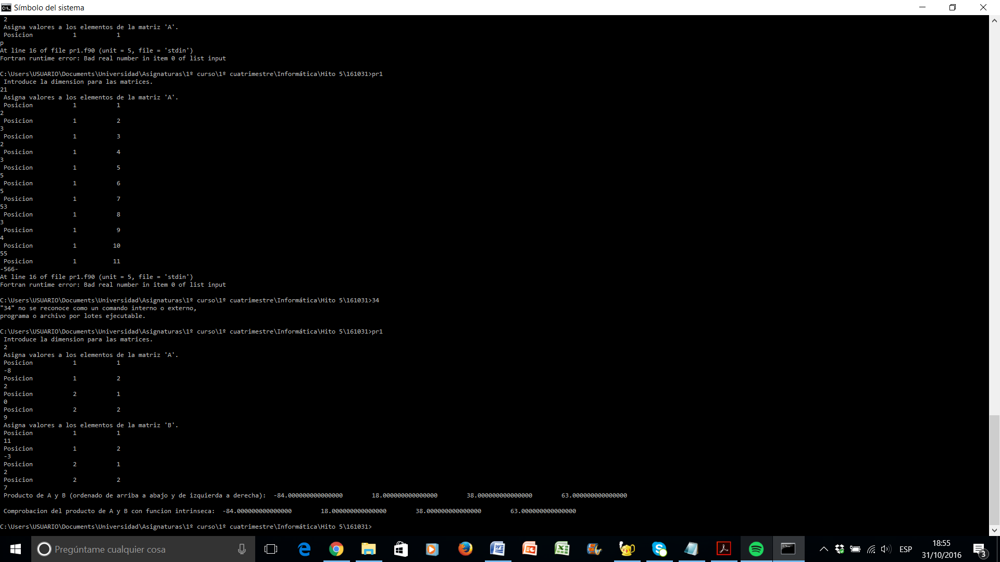 Símbolo del sistema
2
Asigna valores a los elementos de la matriz 'A'.
Posicion 1 1
p
At line 16 of file pr1.f90 (unit = 5, file = 'stdin')
Fortran runtime error: Bad real number in item 0 of list input
C:\Users\USUARIO\Documents\Universidad\Asignaturas\1º curso\1º cuatrimestre\Informática\Hito 5\161031>pr1
Introduce la dimension para las matrices.
21
Asigna valores a los elementos de la matriz 'A'.
Posicion 1 1
2
Posicion 1 2
3
Posicion 1 3
2
Posicion 1 4
3
Posicion 1 5
5
Posicion 1 6
5
Posicion 1 7
53
Posicion 1 8
3
Posicion 1 9
4
Posicion 1 10
55
Posicion 1 11
-566-
At line 16 of file pr1.f90 (unit = 5, file = 'stdin')
Fortran runtime error: Bad real number in item 0 of list input
C:\Users\USUARIO\Documents\Universidad\Asignaturas\1º curso\1º cuatrimestre\Informática\Hito 5\161031>34
"34" no se reconoce como un comando interno o externo,
programa o archivo por lotes ejecutable.
C:\Users\USUARIO\Documents\Universidad\Asignaturas\1º curso\1º cuatrimestre\Informática\Hito 5\161031>pr1
Introduce la dimension para las matrices.
2
Asigna valores a los elementos de la matriz 'A'.
Posicion 1 1
-8
Posicion 1 2
2
Posicion 2 1
0
Posicion 2 2
9
Asigna valores a los elementos de la matriz 'B'.
Posicion 1 1
11
Posicion 1 2
-3
Posicion 2 1
2
Posicion 2 2
7
Producto de A y B (ordenado de arriba a abajo y de izquierda a derecha): -84.000000000000000 18.000000000000000 38.000000000000000 63.000000000000000
Comprobacion del producto de A y B con funcion intrinseca: -84.000000000000000 18.000000000000000 38.000000000000000 63.000000000000000
C:\Users\USUARIO\Documents\Universidad\Asignaturas\1º curso\1º cuatrimestre\Informática\Hito 5\161031>
Pregúntame cualquier cosa
ESP
18:55
31/10/2016
3